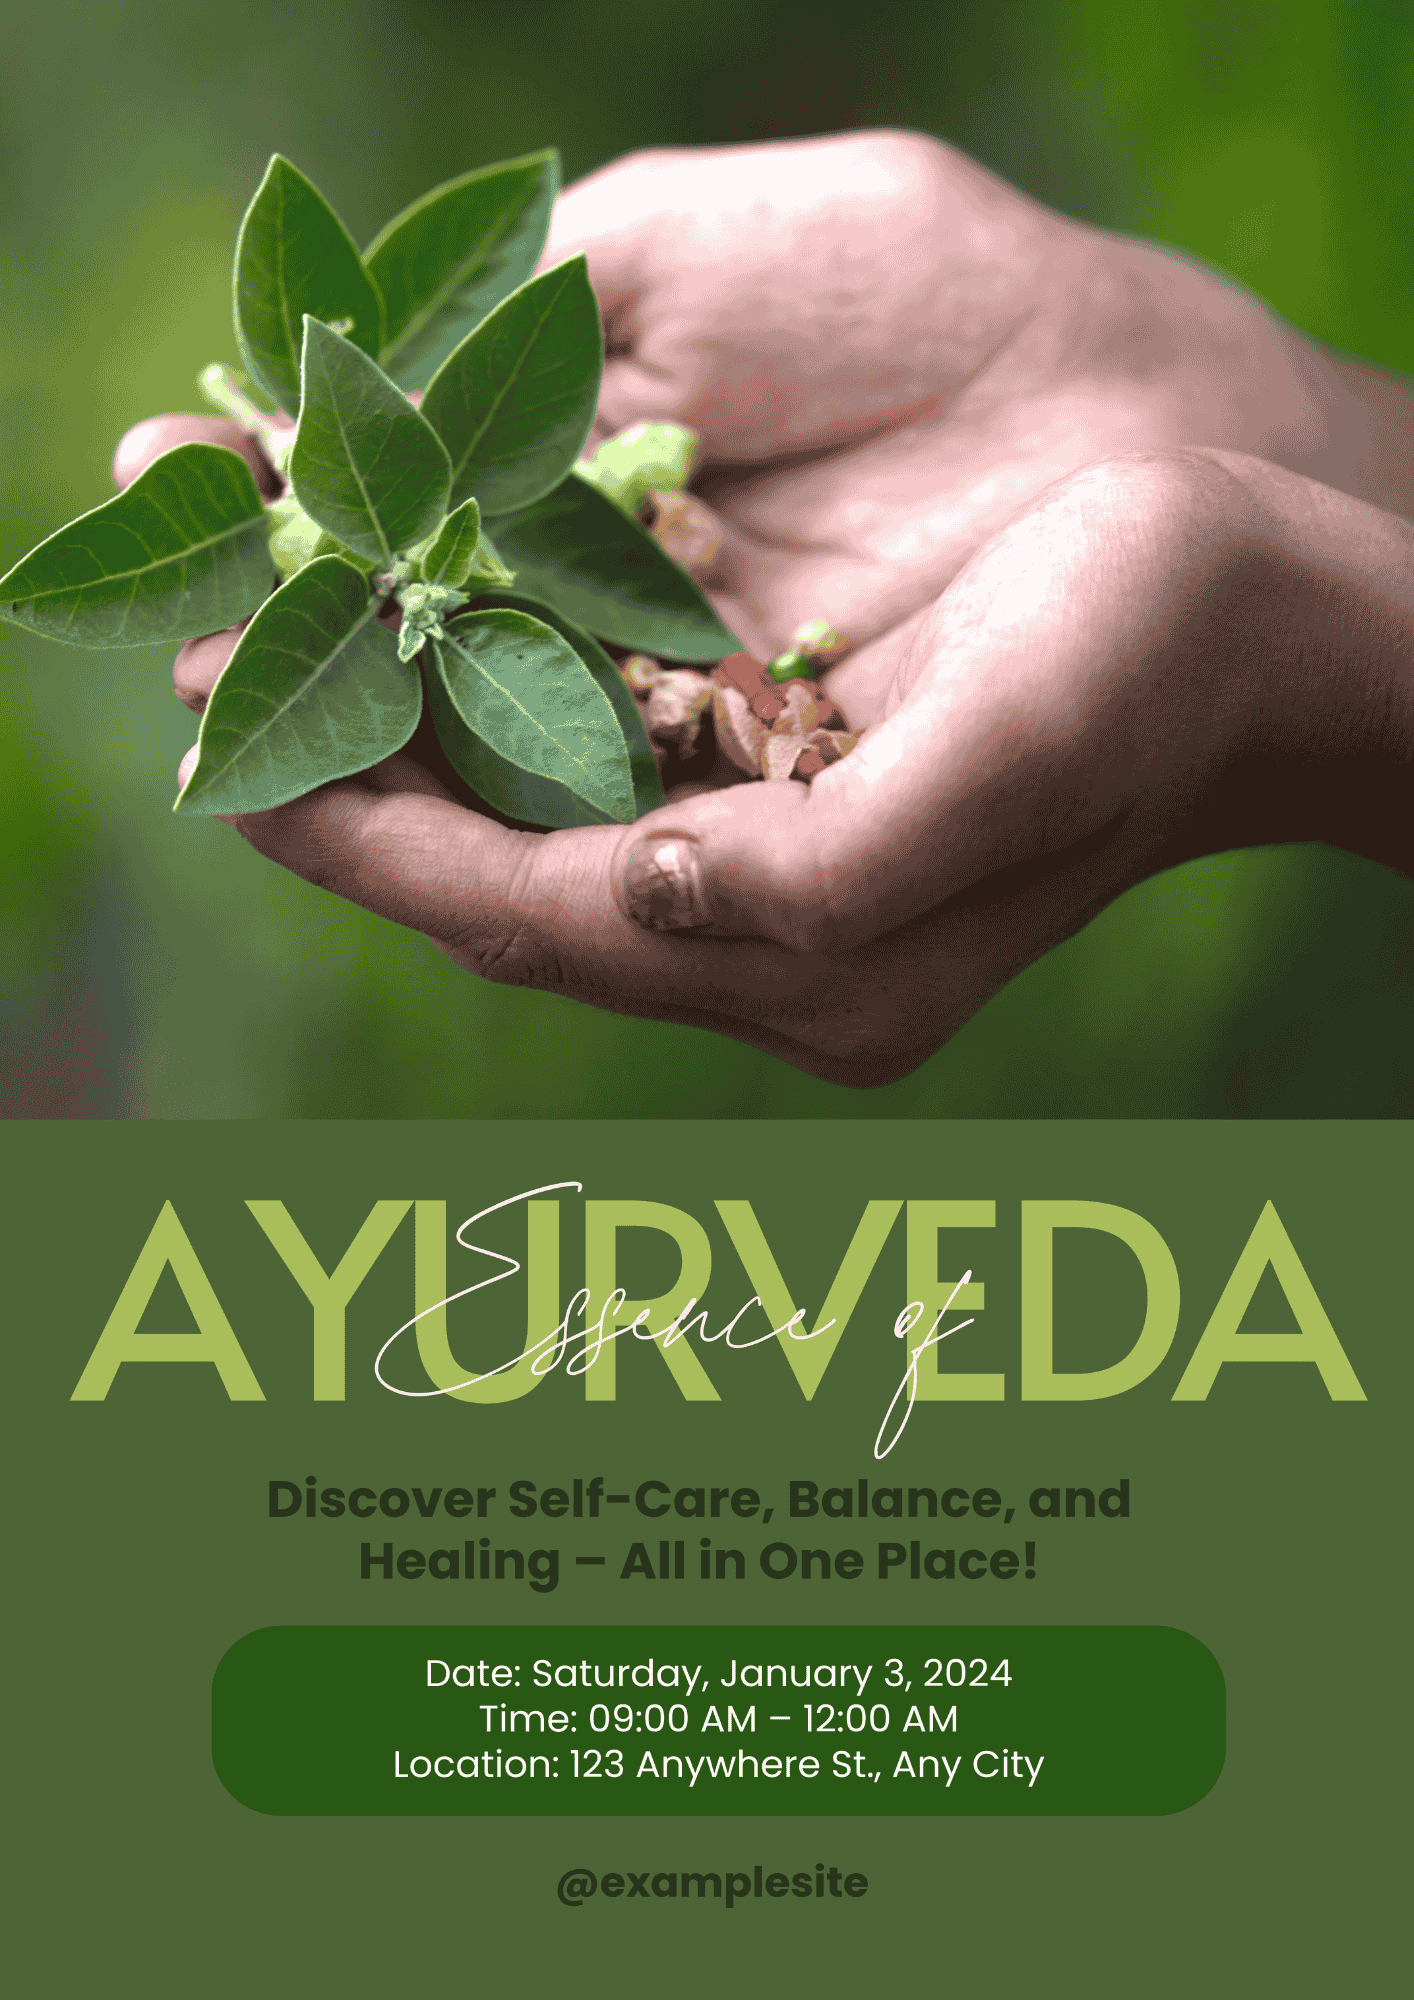 Essence of
AYURVEDA
Discover Self-Care, Balance, and
Healing – All in One Place!
Date: Saturday, January 3, 2024
Time: 09:00 AM – 12:00 AM
Location: 123 Anywhere St., Any City
@examplesite